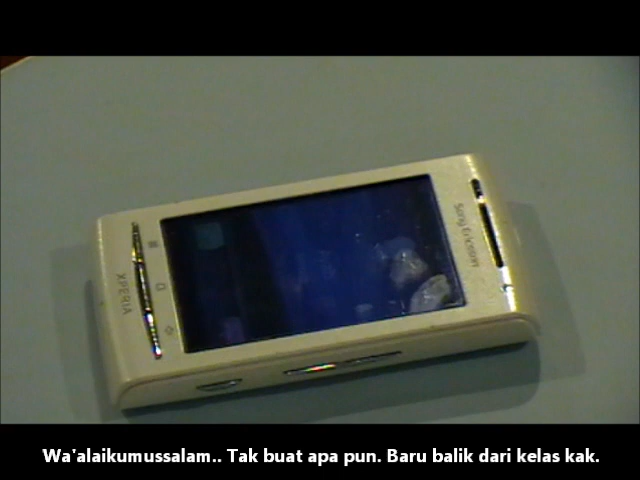 Sony Ericsson
XPERIA
Wa'alaikumussalam.. Tak buat apa pun. Baru balik dari kelas kak.